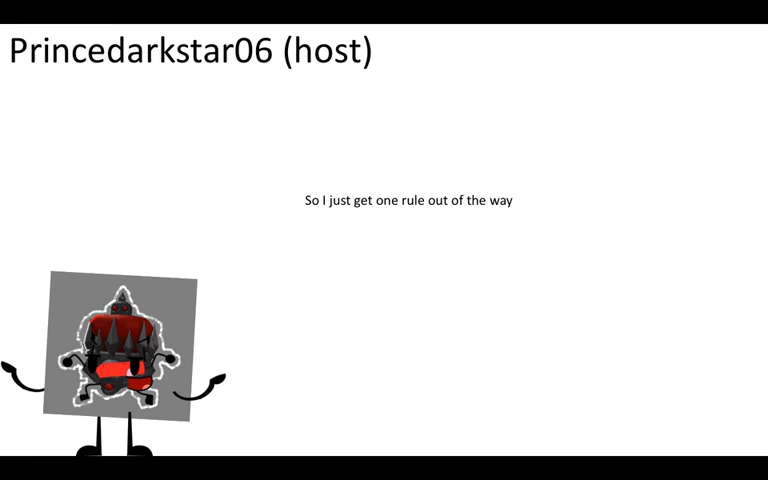 Princedarkstar06 (host)
So I just get one rule out of the way